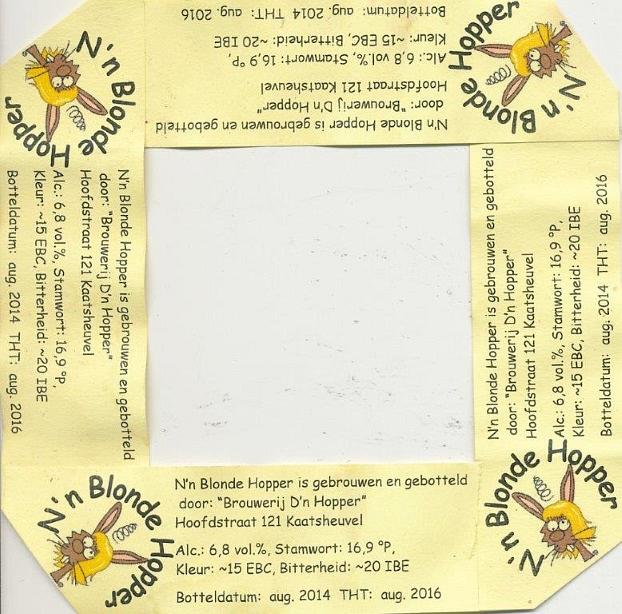 N'n Blonde Hopper
N'n Blonde Hopper is gebrouwen en gebotteld
door: "Brouwerij D'n Hopper"
Hoofdstraat 121 Kaatsheuvel
Alc.: 6,8 vol.%, Stamwort: 16,9 °P,
Kleur: ~15 EBC, Bitterheid: ~20 IBE
Botteldatum: aug. 2014 THT: aug. 2016
N'n Blonde Hopper
N'n Blonde Hopper is gebrouwen en gebotteld
door: "Brouwerij D'n Hopper"
Hoofdstraat 121 Kaatsheuvel
Alc.: 6,8 vol.%, Stamwort: 16,9 °P,
Kleur: ~15 EBC, Bitterheid: ~20 IBE
Botteldatum: aug. 2014 THT: aug. 2016
N'n Blonde Hopper
N'n Blonde Hopper is gebrouwen en gebotteld
door: "Brouwerij D'n Hopper"
Hoofdstraat 121 Kaatsheuvel
Alc.: 6,8 vol.%, Stamwort: 16,9 °P,
Kleur: ~15 EBC, Bitterheid: ~20 IBE
Botteldatum: aug. 2014 THT: aug. 2016
N'n Blonde Hopper
N'n Blonde Hopper is gebrouwen en gebotteld
door: "Brouwerij D'n Hopper"
Hoofdstraat 121 Kaatsheuvel
Alc.: 6,8 vol.%, Stamwort: 16,9 °P,
Kleur: ~15 EBC, Bitterheid: ~20 IBE
Botteldatum: aug. 2014 THT: aug. 2016